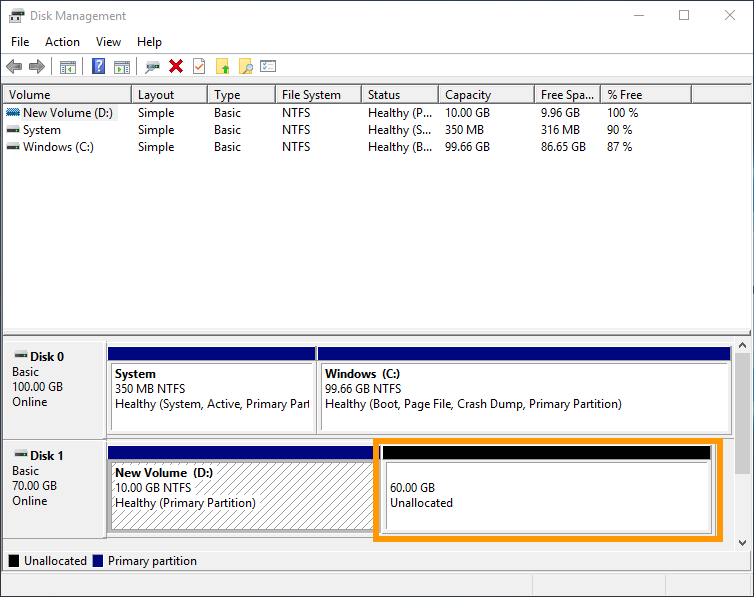 Disk Management
File Action View Help
Volume Layout Type File System Status Capacity Free Spa... % Free
New Volume (D:) Simple Basic NTFS Healthy (P... 10.00 GB 9.96 GB 100 %
System Simple Basic NTFS Healthy (S... 350 MB 316 MB 90 %
Windows (C:) Simple Basic NTFS Healthy (B... 99.66 GB 86.65 GB 87 %
Disk 0
Basic
100.00 GB
Online
System
350 MB NTFS
Healthy (System, Active, Primary Part
Windows (C:)
99.66 GB NTFS
Healthy (Boot, Page File, Crash Dump, Primary Partition)
Disk 1
Basic
70.00 GB
Online
New Volume (D:)
10.00 GB NTFS
Healthy (Primary Partition)
60.00 GB
Unallocated
Unallocated Primary partition